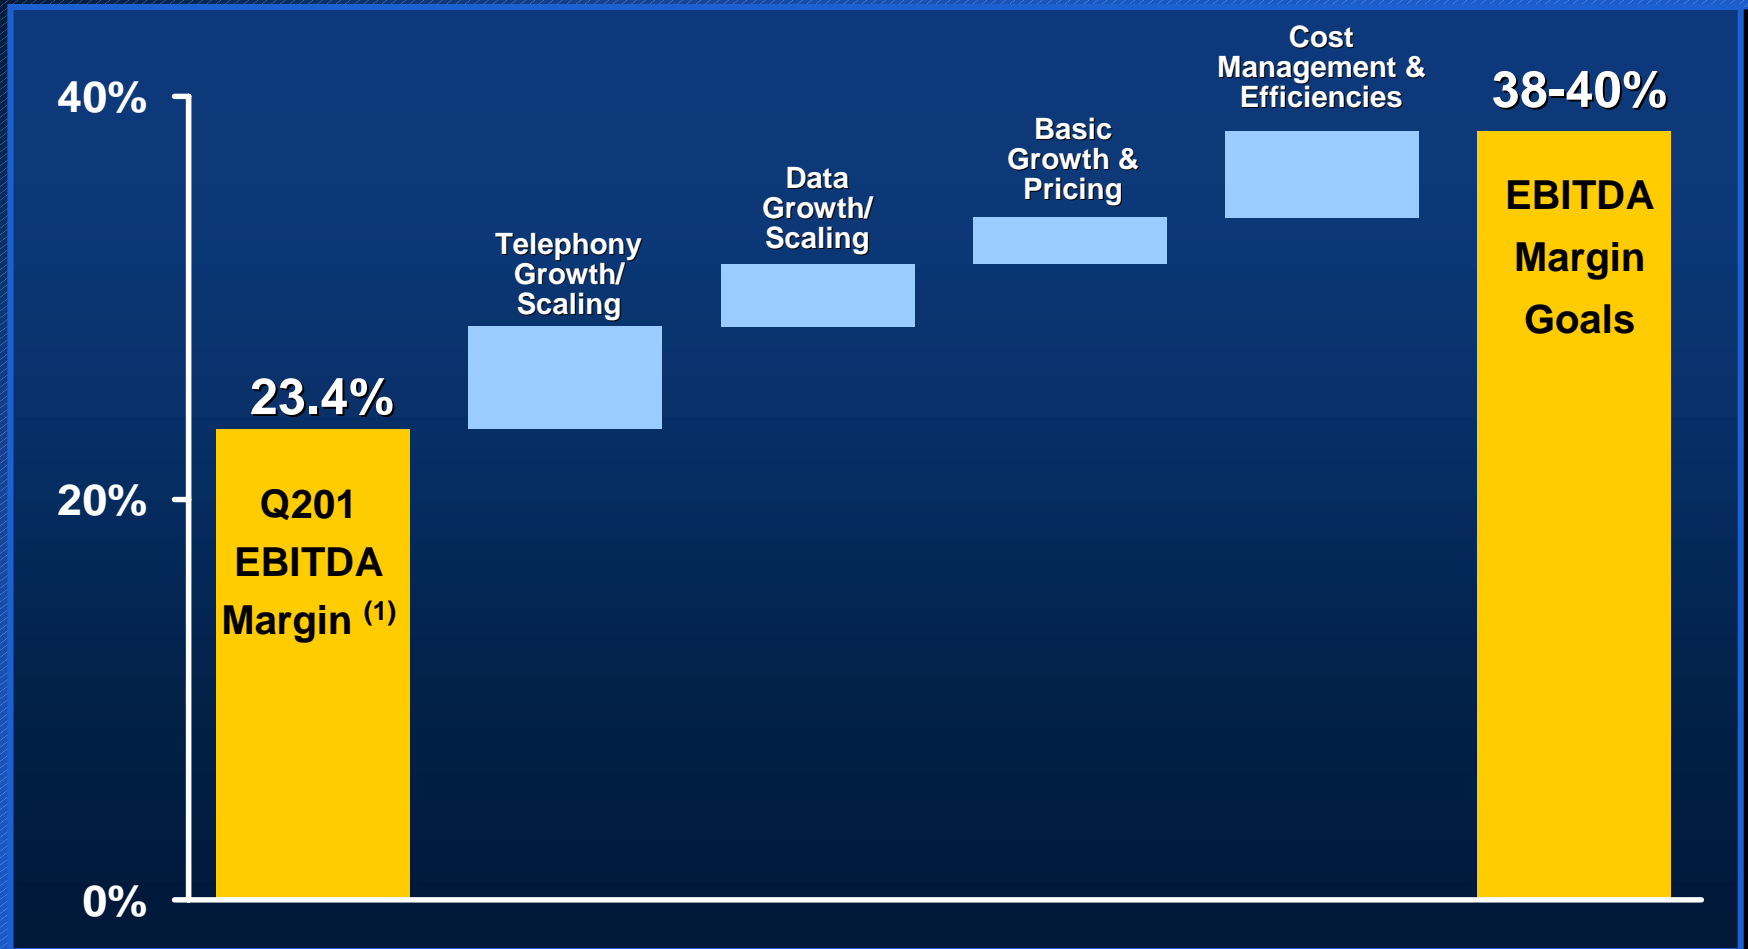 40%
20%
0%
23.4%
Q201
EBITDA
Margin (1)
Telephony
Growth/
Scaling
Data
Growth/
Scaling
Basic
Growth &
Pricing
Cost
Management &
Efficiencies
38-40%
EBITDA
Margin
Goals